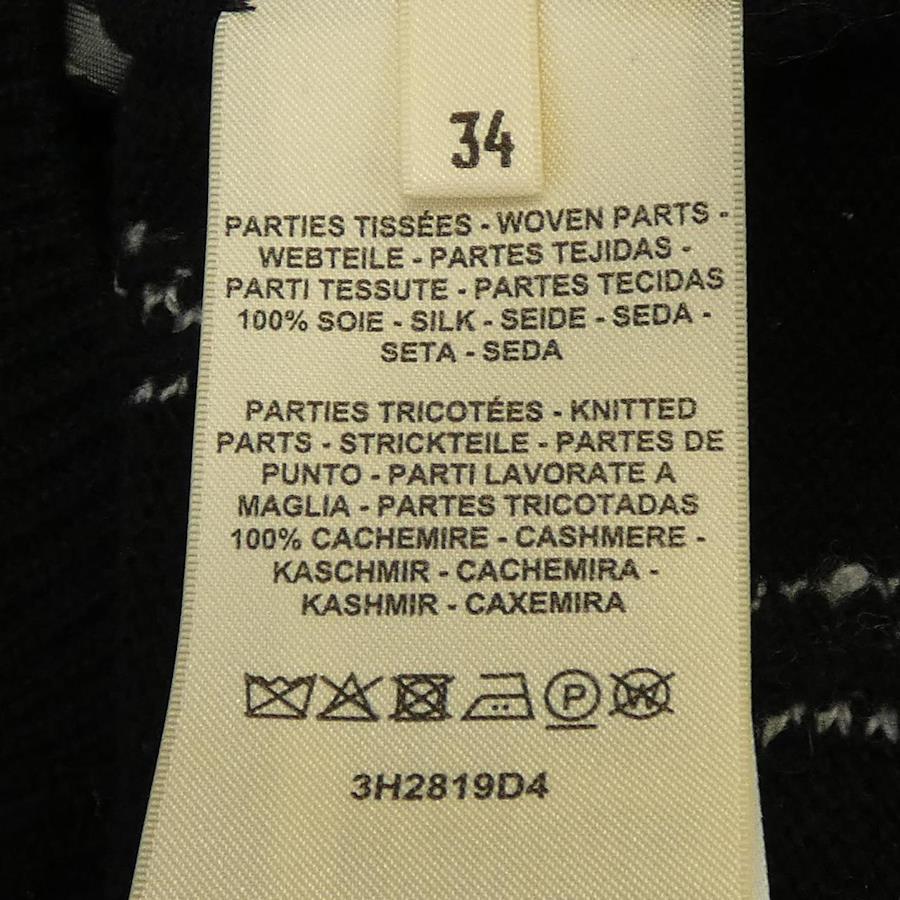 34
PARTIES TISSÉES - WOVEN PARTS -
WEBTEILE - PARTES TEJIDAS -
PARTI TESSUTE - PARTES TECIDAS
100% SOIE - SILK - SEIDE - SEDA -
SETA - SEDA
PARTIES TRICOTÉES - KNITTED
PARTS - STRICKTEILE - PARTES DE
PUNTO - PARTI LAVORATE A
MAGLIA - PARTES TRICOTADAS
100% CACHEMIRE - CASHMERE -
KASCHMIR - CACHEMIRA -
KASHMIR - CAXEMIRA
P W
3H2819D4